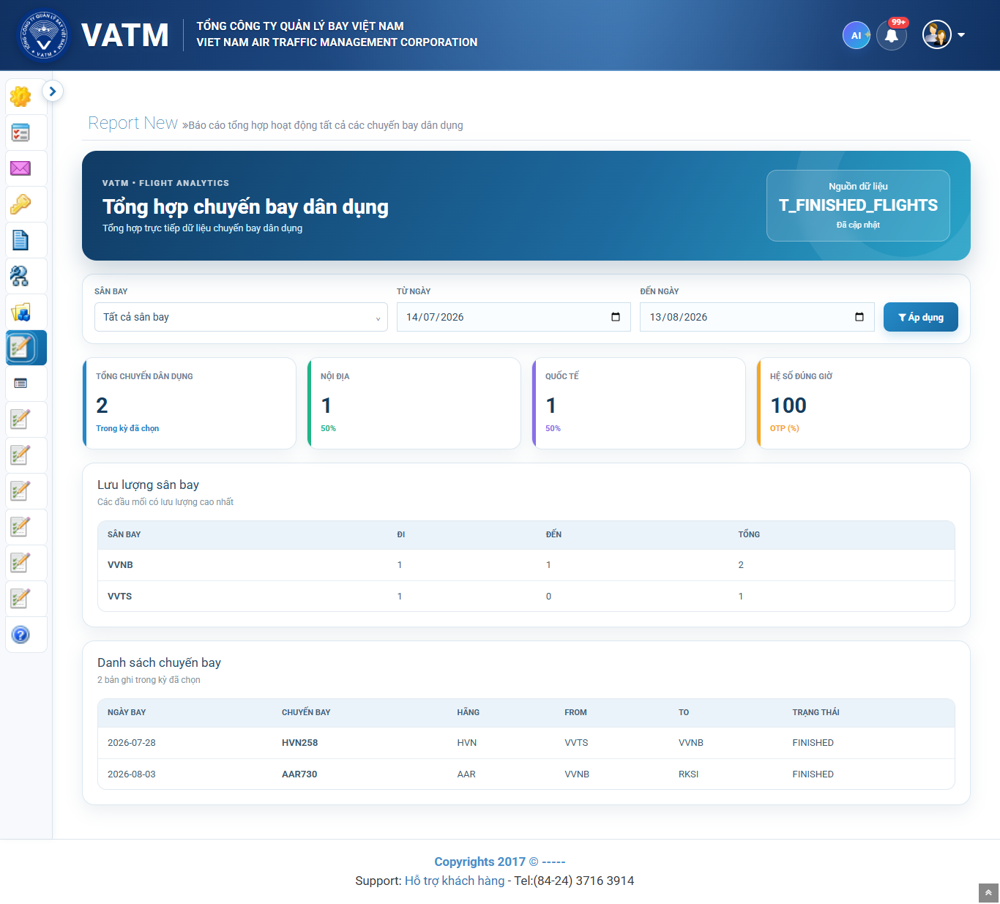 TỔNG CÔNG TY QUẢN LÝ BAY VIỆT NAM
VATM
VATM
TỔNG CÔNG TY QUẢN LÝ BAY VIỆT NAM
VIET NAM AIR TRAFFIC MANAGEMENT CORPORATION
AI
99+
Report New »Báo cáo tổng hợp hoạt động tất cả các chuyến bay dân dụng
VATM • FLIGHT ANALYTICS
Tổng hợp chuyến bay dân dụng
Tổng hợp trực tiếp dữ liệu chuyến bay dân dụng
Nguồn dữ liệu
T_FINISHED_FLIGHTS
Đã cập nhật
SÂN BAY
Tất cả sân bay
TỪ NGÀY
14/07/2026
ĐẾN NGÀY
13/08/2026
Áp dụng
TỔNG CHUYẾN DÂN DỤNG
2
Trong kỳ đã chọn
NỘI ĐỊA
1
50%
QUỐC TẾ
1
50%
HỆ SỐ ĐÚNG GIỜ
100
OTP (%)
Lưu lượng sân bay
Các đầu mối có lưu lượng cao nhất
SÂN BAY ĐI ĐẾN TỔNG
VVNB 1 1 2
VVTS 1 0 1
Danh sách chuyến bay
2 bản ghi trong kỳ đã chọn
NGÀY BAY CHUYẾN BAY HÃNG FROM TO TRẠNG THÁI
2026-07-28 HVN258 HVN VVTS VVNB FINISHED
2026-08-03 AAR730 AAR VVNB RKSI FINISHED
Copyrights 2017 © -----
Support: Hỗ trợ khách hàng - Tel:(84-24) 3716 3914